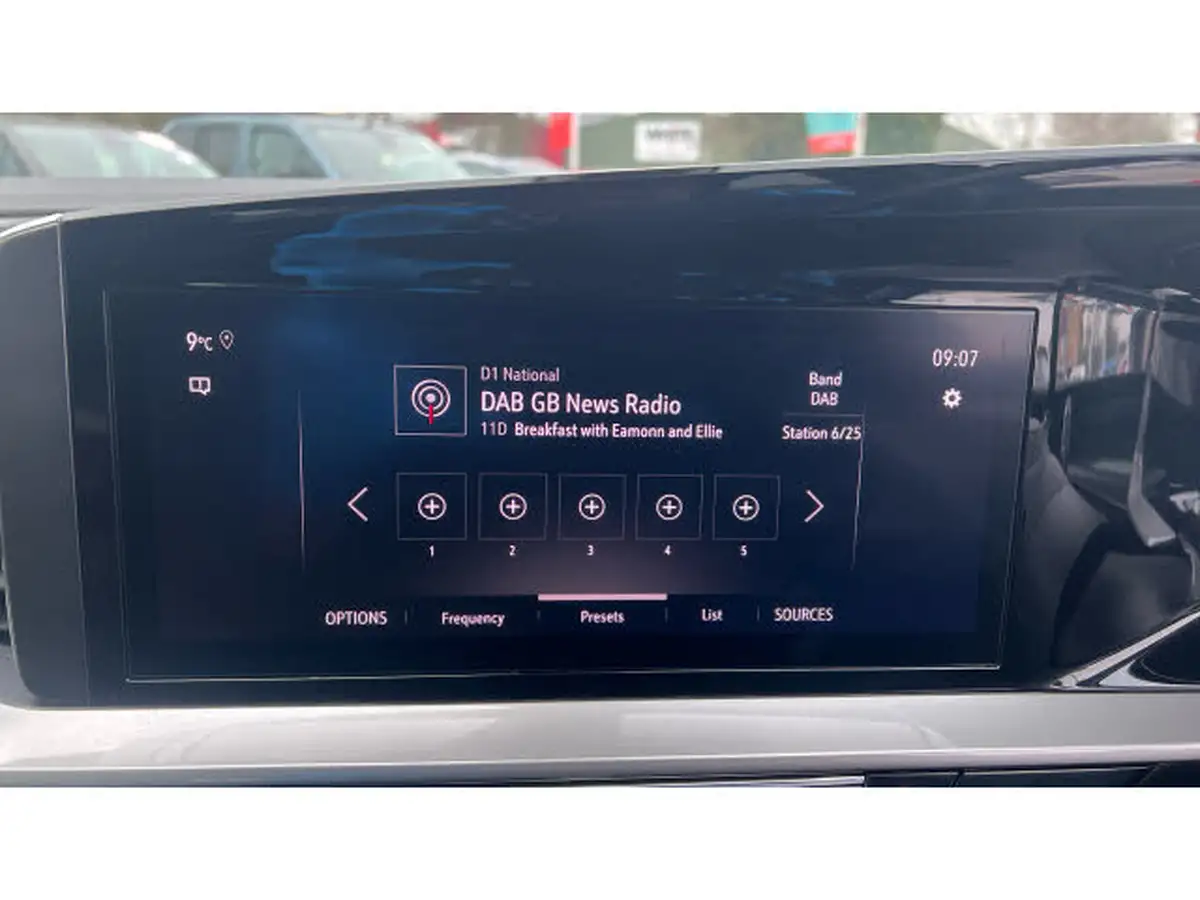 9°C
09:07
D1 National
DAB GB News Radio
11D Breakfast with Eamonn and Ellie
Band
DAB
Station 6/25
1 2 3 4 5
OPTIONS Frequency Presets List SOURCES